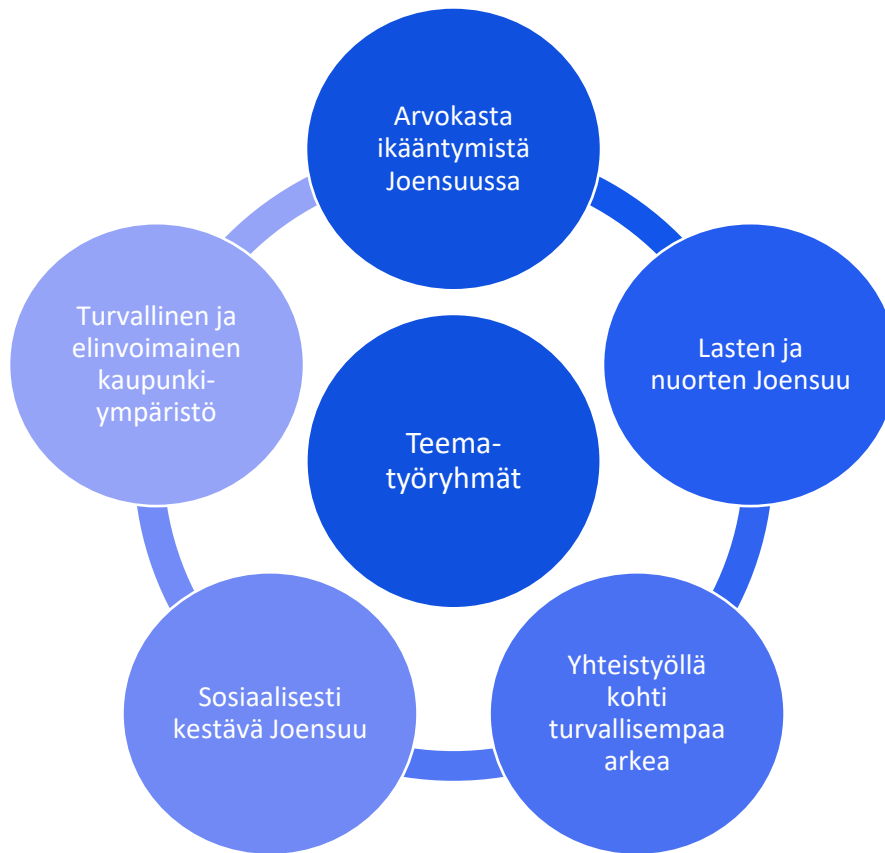 Arvokasta
ikääntymistä
Joensuussa
Lasten ja
nuorten Joensuu
Yhteistyöllä
kohti
turvallisempaa
arkea
Sosiaalisesti
kestävä Joensuu
Turvallinen ja
elinvoimainen
kaupunki-
ympäristö
Teema-
työryhmät